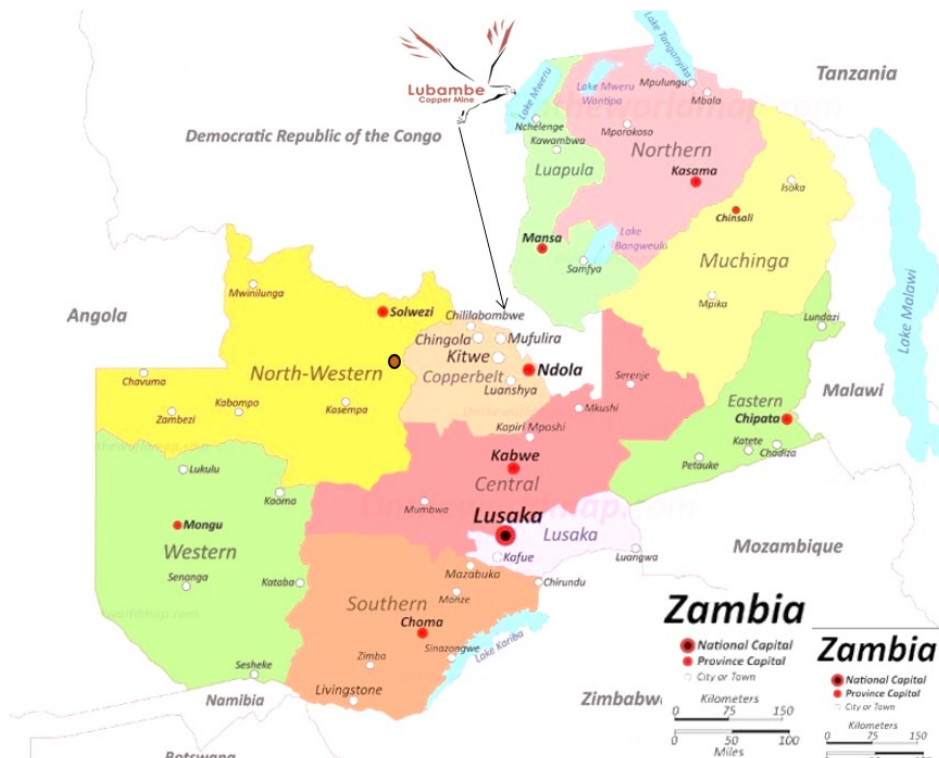 Lubambe
Copper Mine
Lake Tanganyika
Tanzania
Lake Mweru
Lake Mweru
Wantipa
Mpulungu
Mbala
Democratic Republic of the Congo
Nchelenge
Kawambwa
Mporokoso
Northern
Luapula
Kasama
Isoka
Chinsali
Mansa
Lake
Bangweulu
Samfya
Muchinga
Mpika
Lake Malawi
Mwinilunga
Angola
Solwezi
Chililabombwe
Lundazi
Chingola
Mufulira
Kitwe
Copperbelt
Ndola
North-Western
Chavuma
Luanshya
Serenje
Malawi
Kabompo
Kasempa
Zambezi
Mkushi
Eastern
Chipata
Kapiri Mposhi
Katete
Chadiza
Petauke
Kabwe
Central
Lukulu
Kaoma
Mumbwa
Lusaka
Lusaka
Mongu
Western
Kafue
Luangwa
Mozambique
Senanga
Kataba
Mazabuka
Chirundu
Monze
Southern
Choma
Sinazongwe
Lake Kariba
Zimba
Sesheke
Livingstone
Namibia
Zimbabw
Botswana
Zambia
National Capital
Province Capital
City or Town
Kilometers
0 75 150
0 50 100
Miles
Zambia
National Capital
Province Capital
City or Town
Kilometers
0 75 150